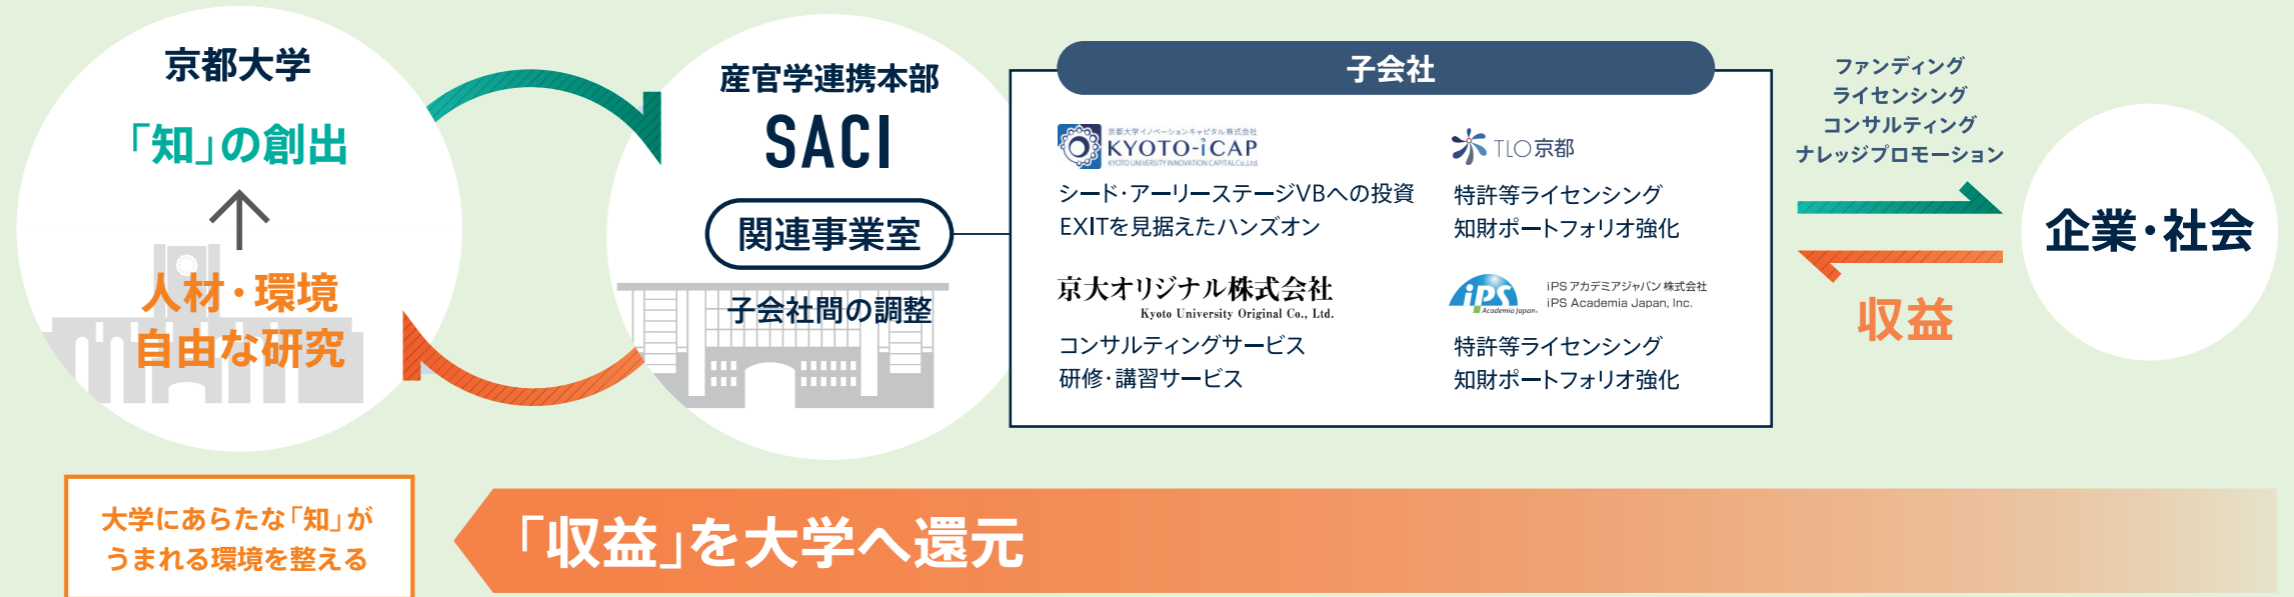 京都大学
「知」の創出
人材・環境
自由な研究
産官学連携本部
SACI
関連事業室
子会社間の調整
子会社
京都大学イノベーションキャピタル株式会社
KYOTO-iCAP
KYOTO UNIVERSITY INNOVATION CAPITAL Co.,Ltd.
シード・アーリーステージVBへの投資
EXITを見据えたハンズオン
TLO京都
特許等ライセンシング
知財ポートフォリオ強化
京大オリジナル株式会社
Kyoto University Original Co., Ltd.
コンサルティングサービス
研修・講習サービス
iPS
Academia Japan.
iPS アカデミアジャパン 株式会社
iPS Academia Japan, Inc.
特許等ライセンシング
知財ポートフォリオ強化
ファンディング
ライセンシング
コンサルティング
ナレッジプロモーション
収益
企業・社会
大学にあらたな「知」が
うまれる環境を整える
「収益」を大学へ還元